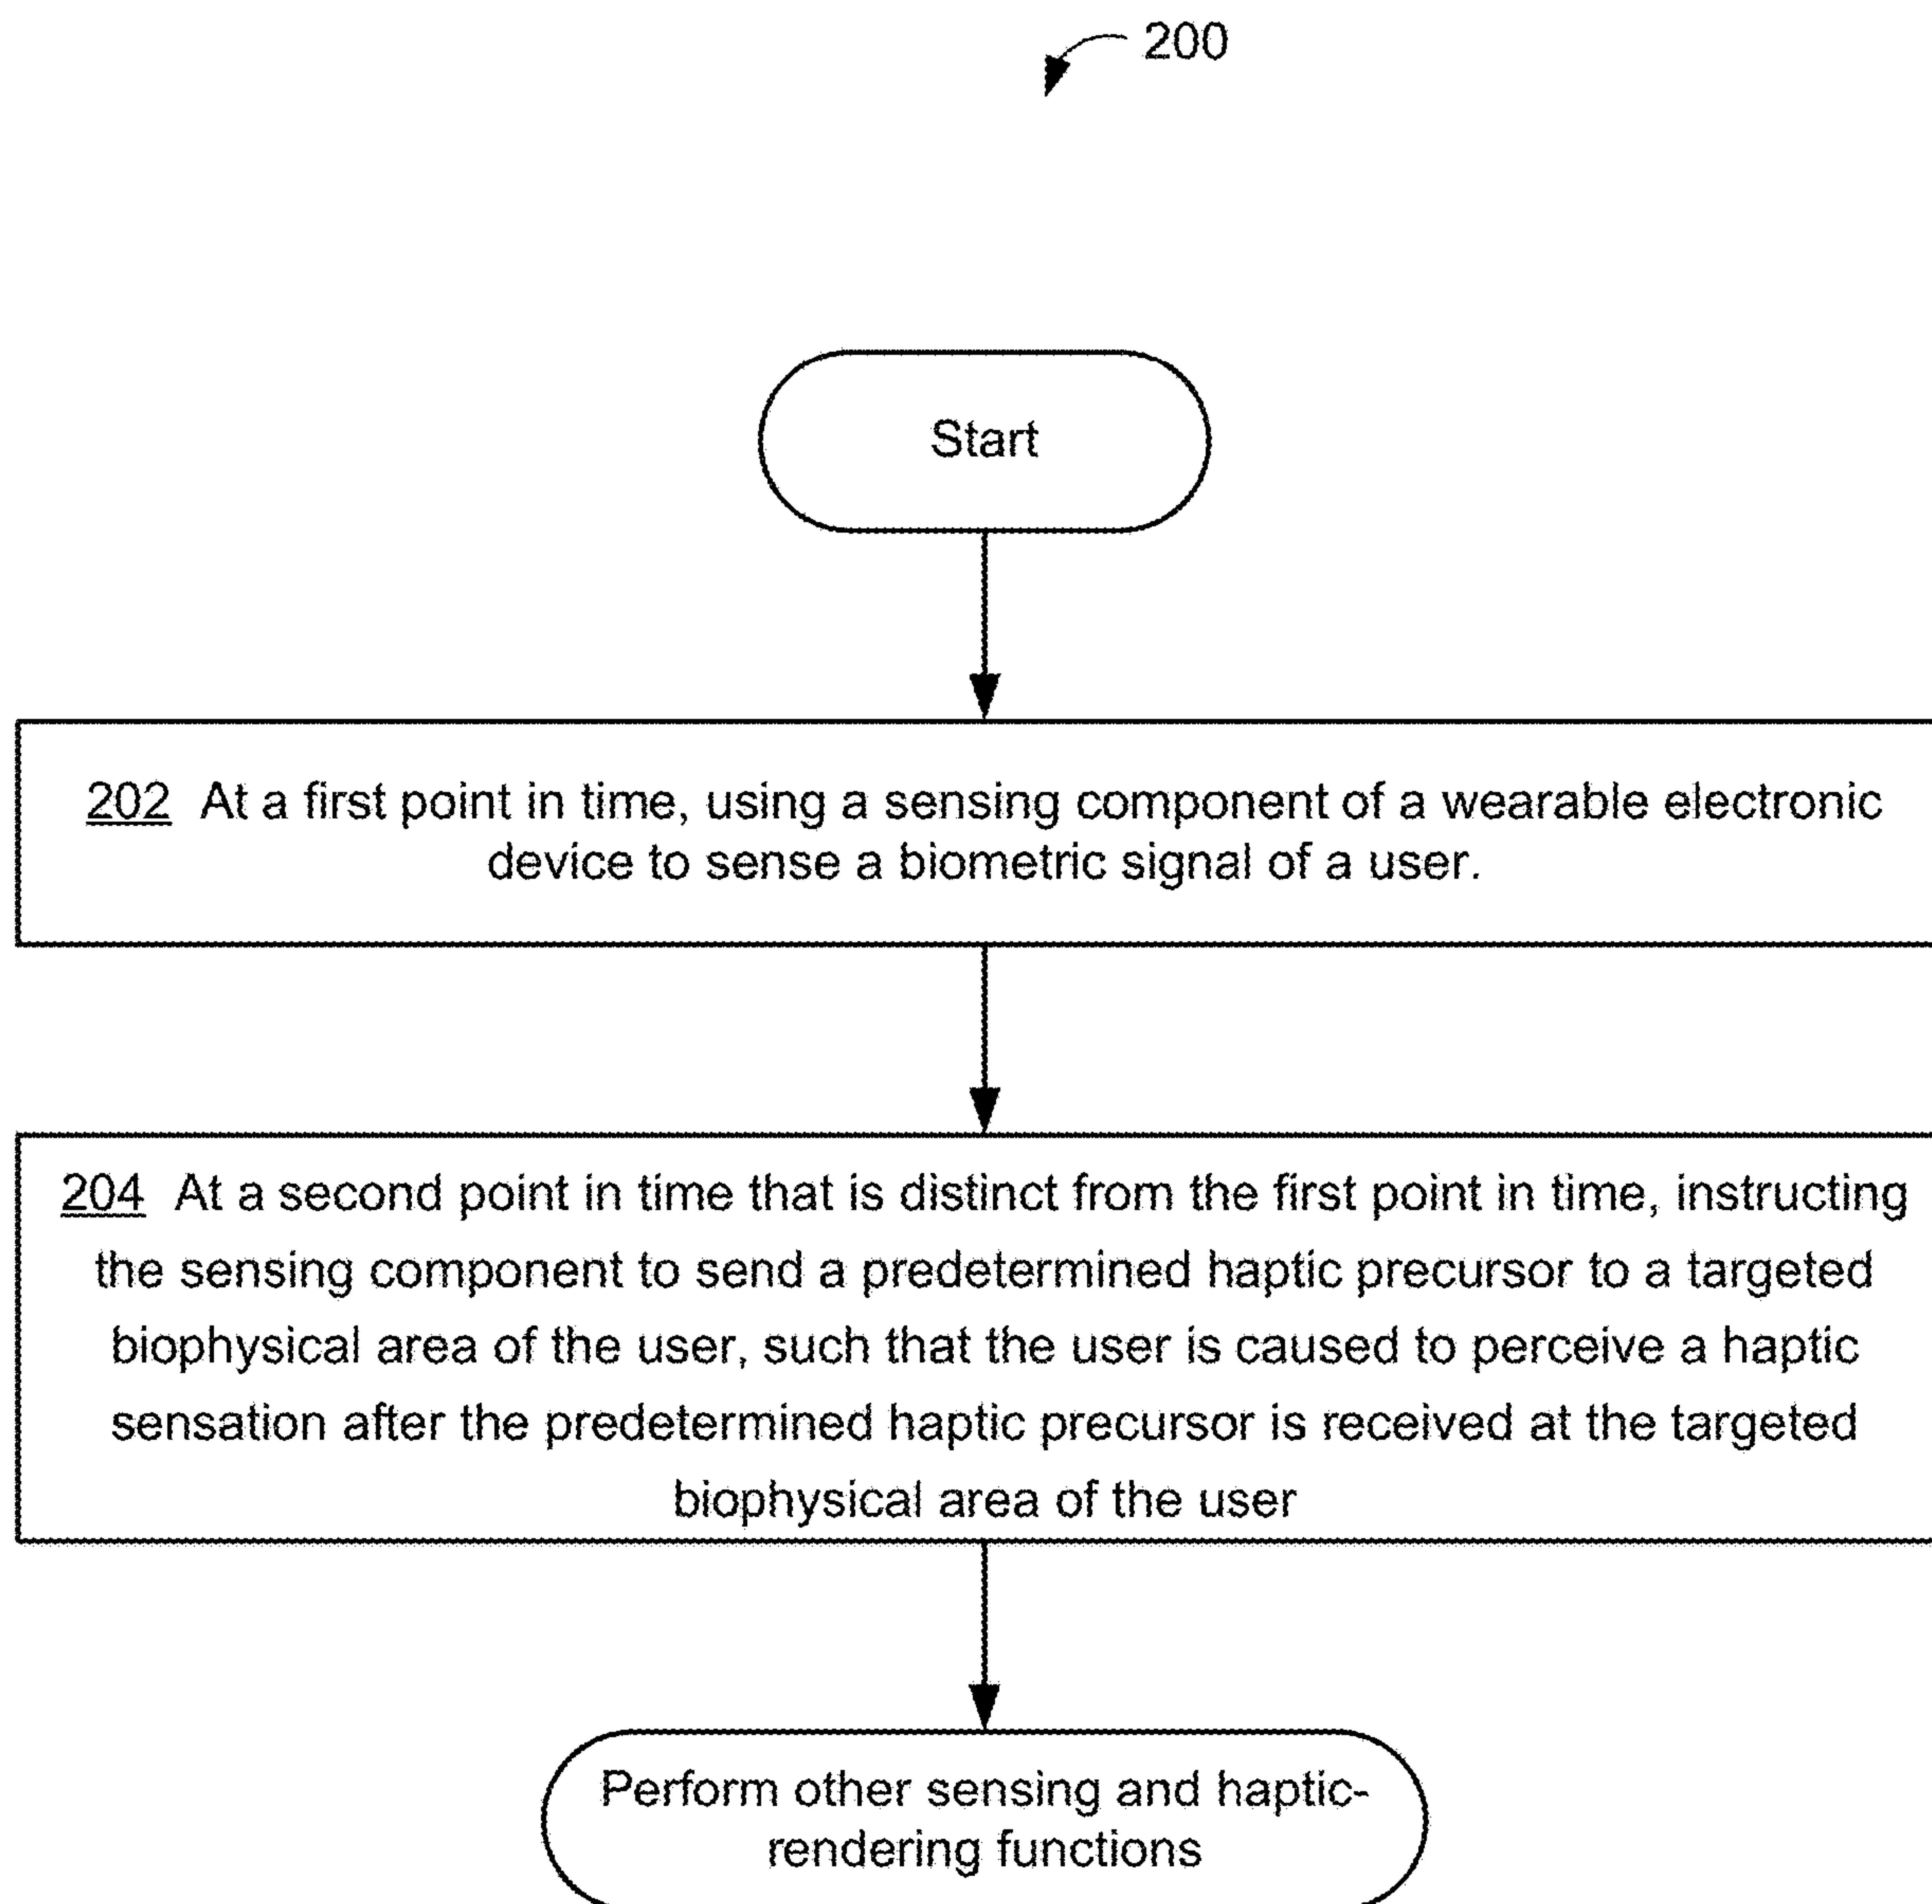 200
Start
202 At a first point in time, using a sensing component of a wearable electronic
device to sense a biometric signal of a user.
204 At a second point in time that is distinct from the first point in time, instructing
the sensing component to send a predetermined haptic precursor to a targeted
biophysical area of the user, such that the user is caused to perceive a haptic
sensation after the predetermined haptic precursor is received at the targeted
biophysical area of the user
Perform other sensing and haptic-
rendering functions